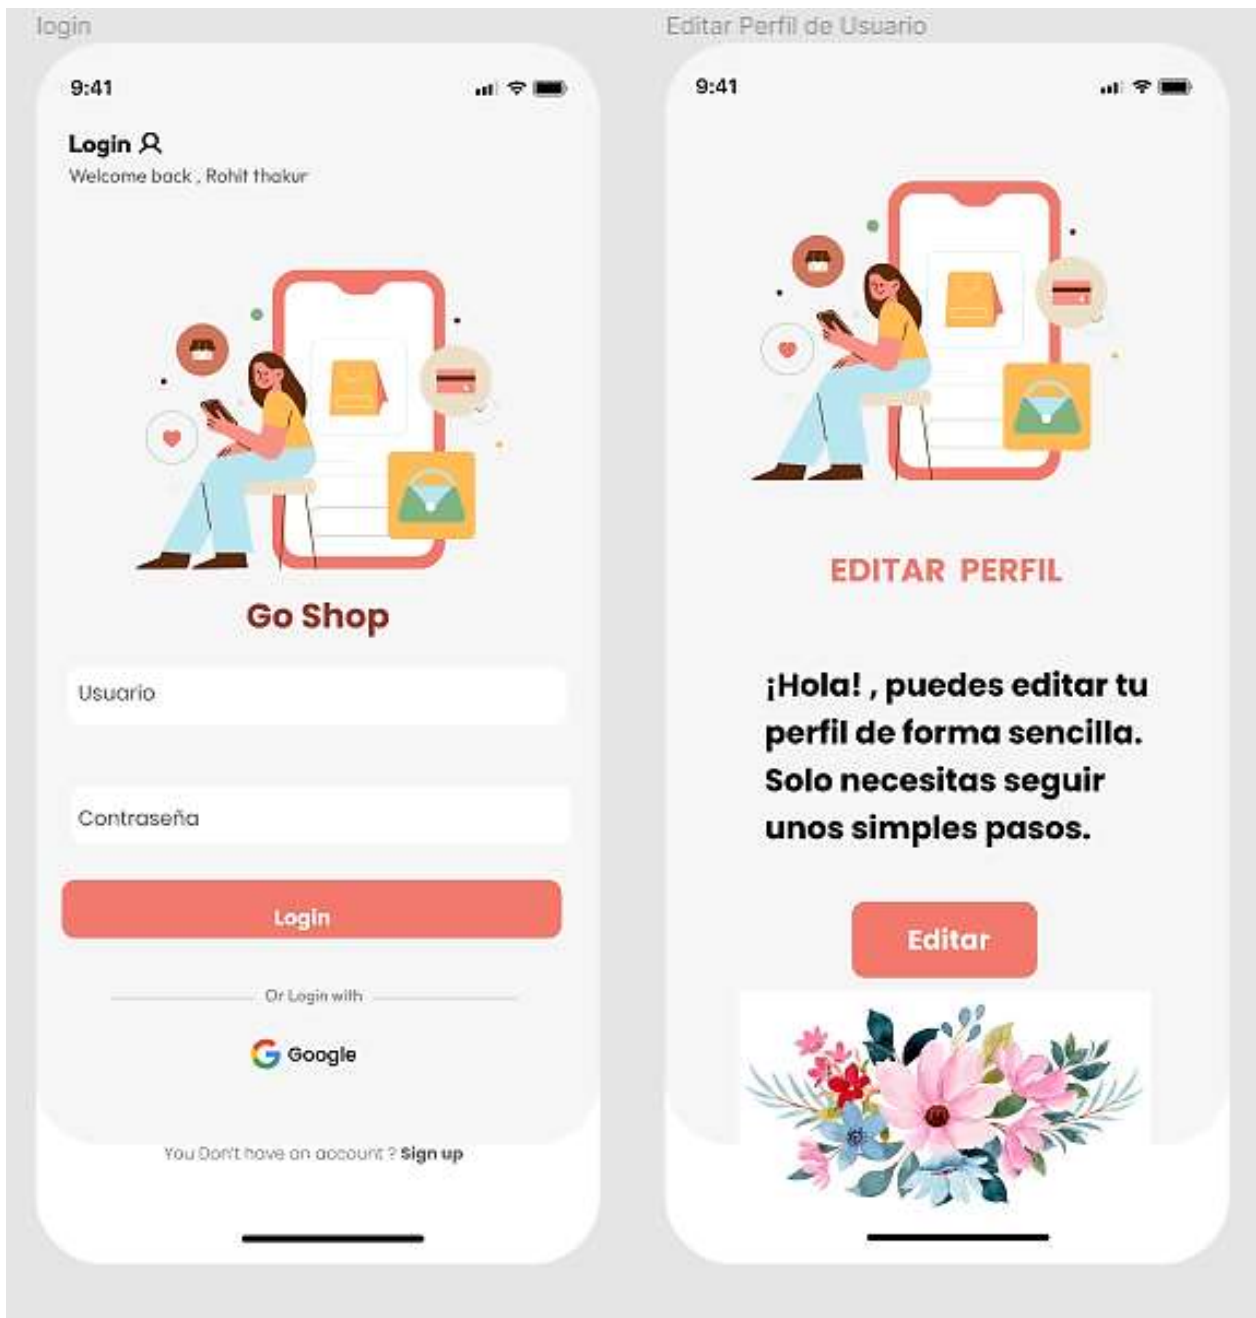 login
9:41
Login
Welcome back , Rohit thakur
Go Shop
Usuario
Contraseña
Login
Or Login with
Google
You Don't have an account ? Sign up
Editar Perfil de Usuario
9:41
EDITAR PERFIL
¡Hola! , puedes editar tu
perfil de forma sencilla.
Solo necesitas seguir
unos simples pasos.
Editar